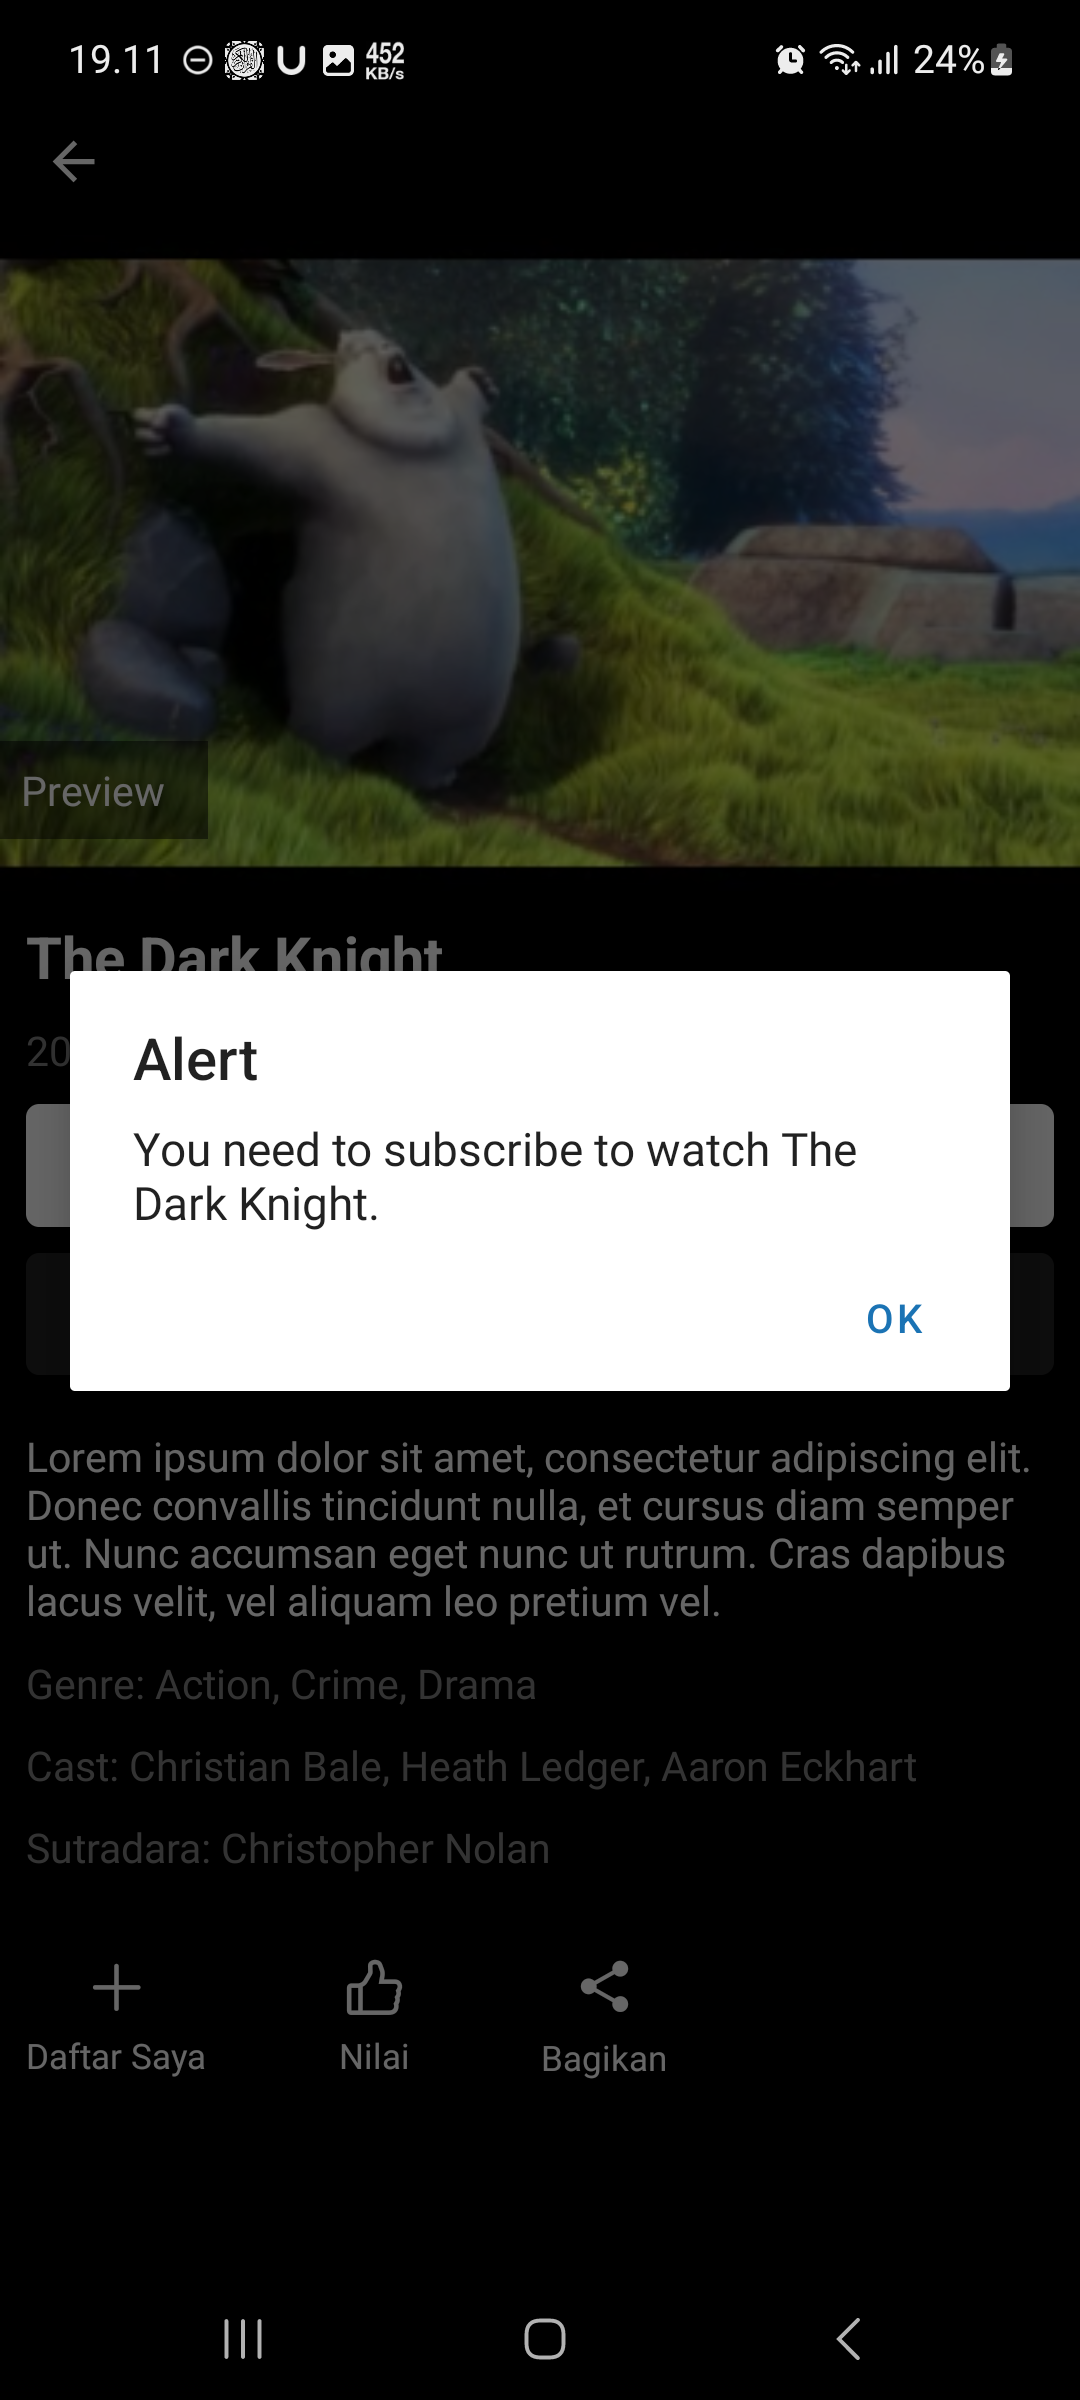 19.11 452 KB/s 24%
Preview
The Dark Knight
20
Alert
You need to subscribe to watch The
Dark Knight.
OK
Lorem ipsum dolor sit amet, consectetur adipiscing elit.
Donec convallis tincidunt nulla, et cursus diam semper
ut. Nunc accumsan eget nunc ut rutrum. Cras dapibus
lacus velit, vel aliquam leo pretium vel.
Genre: Action, Crime, Drama
Cast: Christian Bale, Heath Ledger, Aaron Eckhart
Sutradara: Christopher Nolan
Daftar Saya Nilai Bagikan